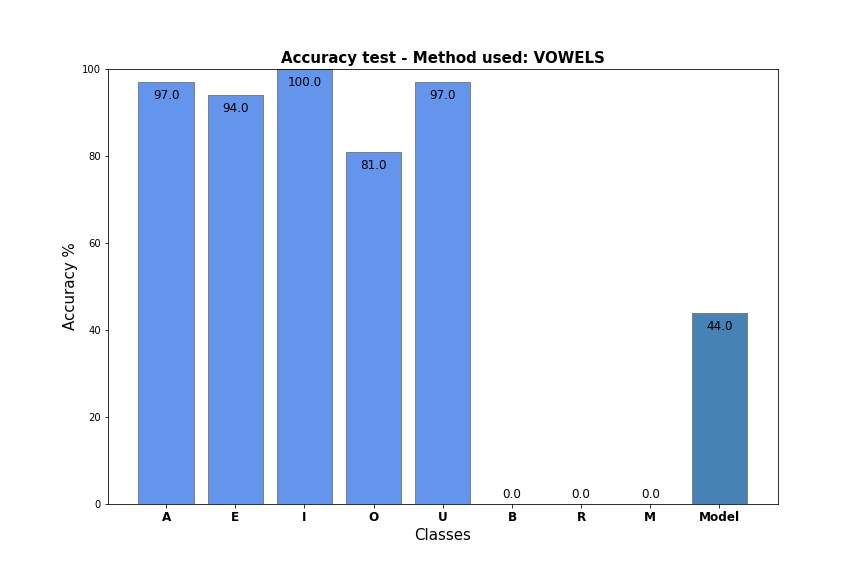 Accuracy test - Method used: VOWELS
Accuracy %
100
80
60
40
20
0
97.0
94.0
100.0
81.0
97.0
0.0
0.0
0.0
44.0
A
E
I
O
U
B
R
M
Model
Classes